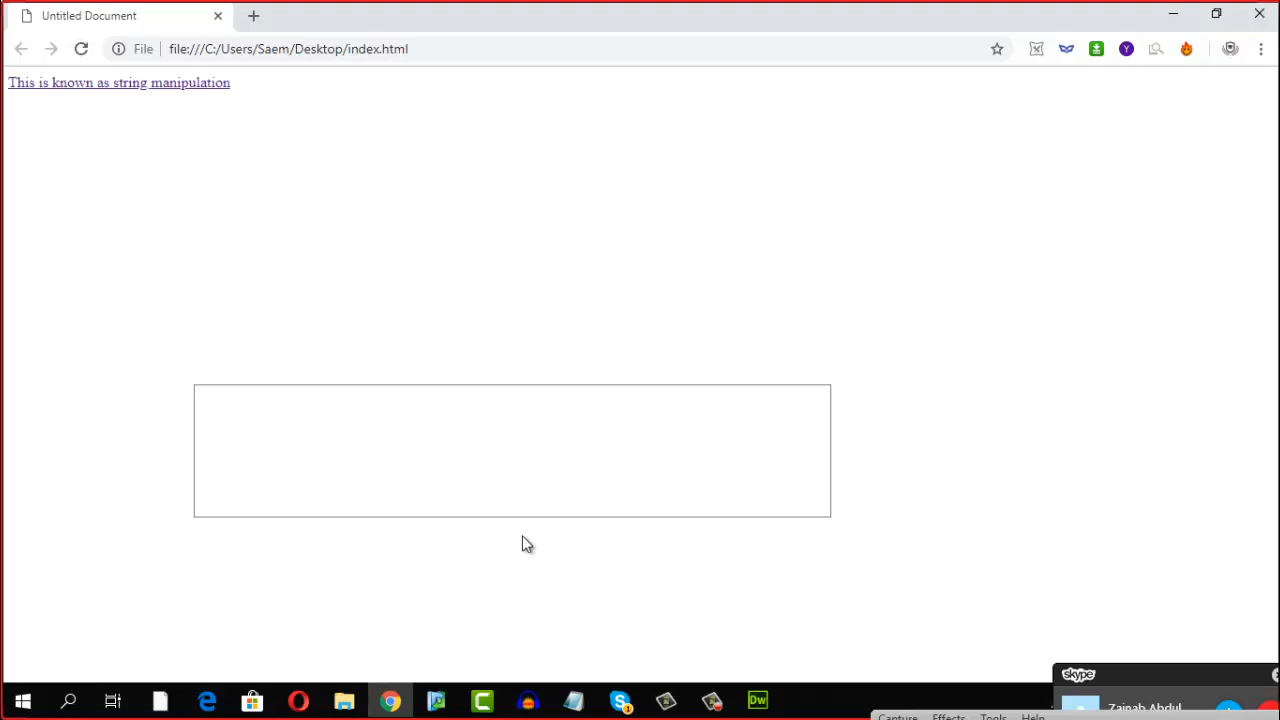 Untitled Document
File
file:///C:/Users/Saem/Desktop/index.html
Y
This is known as string manipulation
skype
Zainab Abdul
Dw
Capture Effects Tools Help